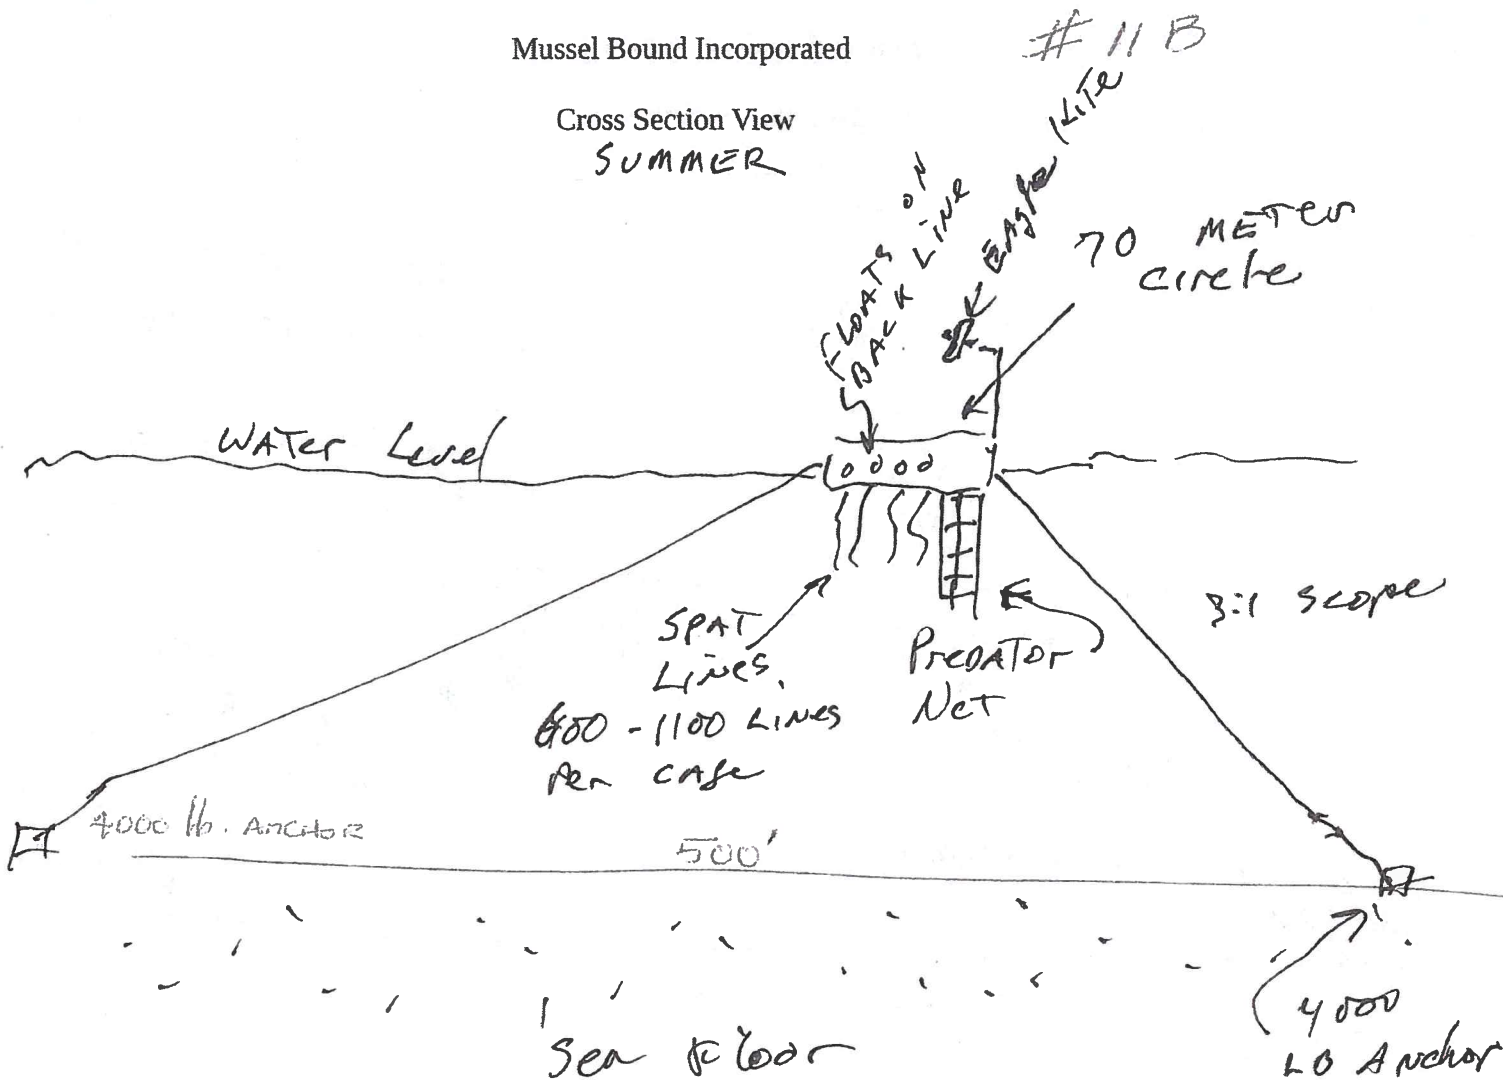 Mussel Bound Incorporated
# 11 B
Cross Section View
SUMMER
FLOATS ON
BACK LINE
EAgle KiTe
70 METer
circle
WATer Level
SPAT
LiNes
400 - 1100 LiNes
Per cage
PredATor
NeT
3:1 Scope
4000 lb. ANCHOR
500'
Sea Floor
4000
LB Anchor